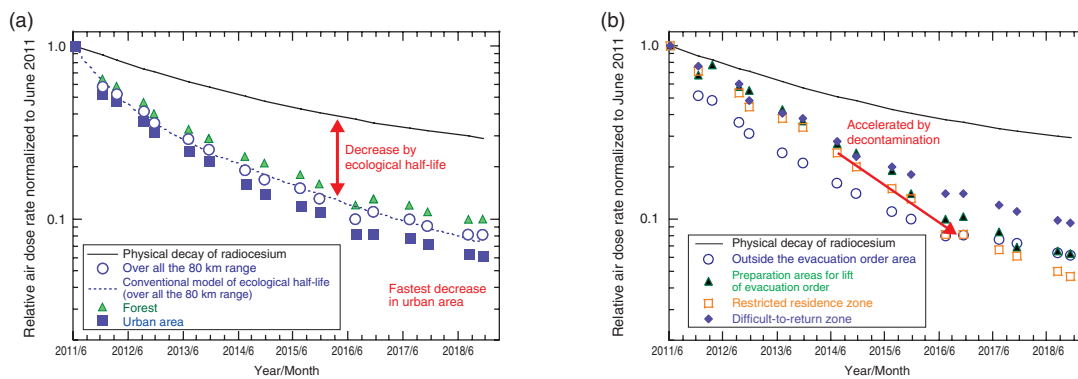 (a)
Relative air dose rate normalized to June 2011
1.0
0.1
Decrease by
ecological half-life
Fastest decrease
in urban area
Physical decay of radiocesium
Over all the 80 km range
Conventional model of ecological half-life
(over all the 80 km range)
Forest
Urban area
2011/6 2012/6 2013/6 2014/6 2015/6 2016/6 2017/6 2018/6
Year/Month
(b)
Relative air dose rate normalized to June 2011
1.0
0.1
Accelerated by
decontamination
Physical decay of radiocesium
Outside the evacuation order area
Preparation areas for lift
of evacuation order
Restricted residence zone
Difficult-to-return zone
2011/6 2012/6 2013/6 2014/6 2015/6 2016/6 2017/6 2018/6
Year/Month